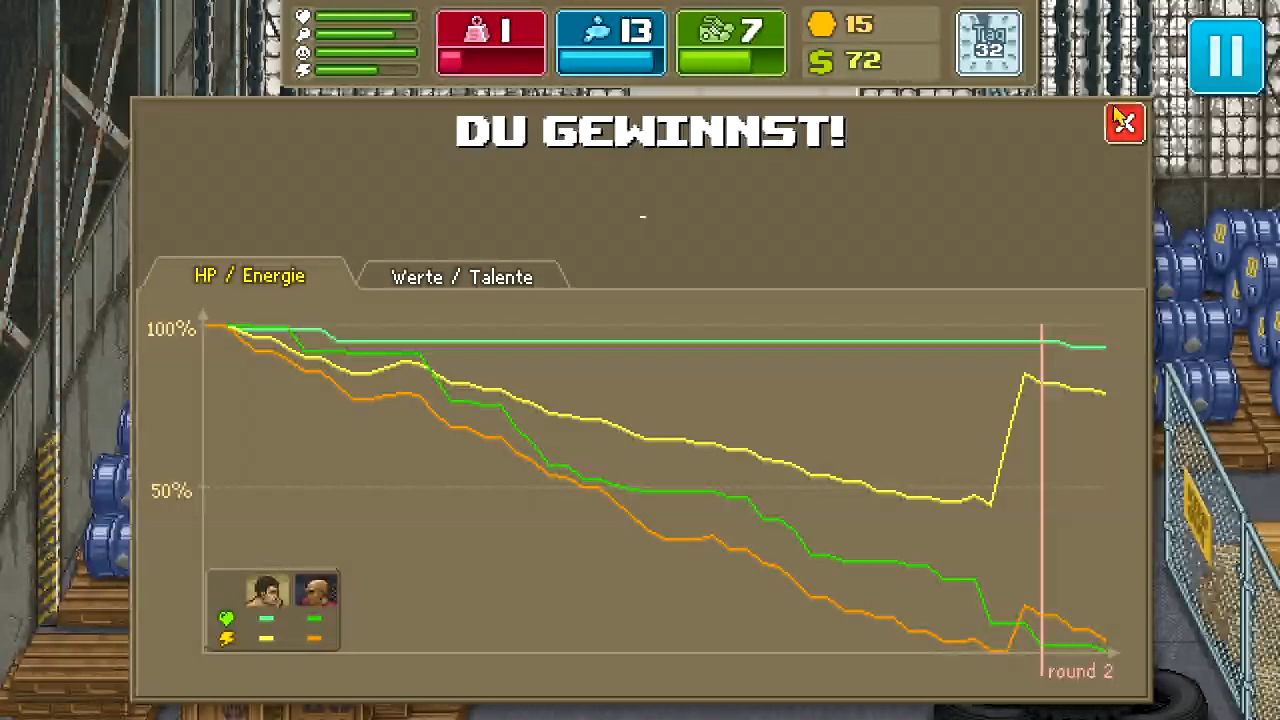 1
13
7
15
$ 72
Tag
32
DU GEWINNST!
-
HP / Energie
Werte / Talente
100%
50%
round 2